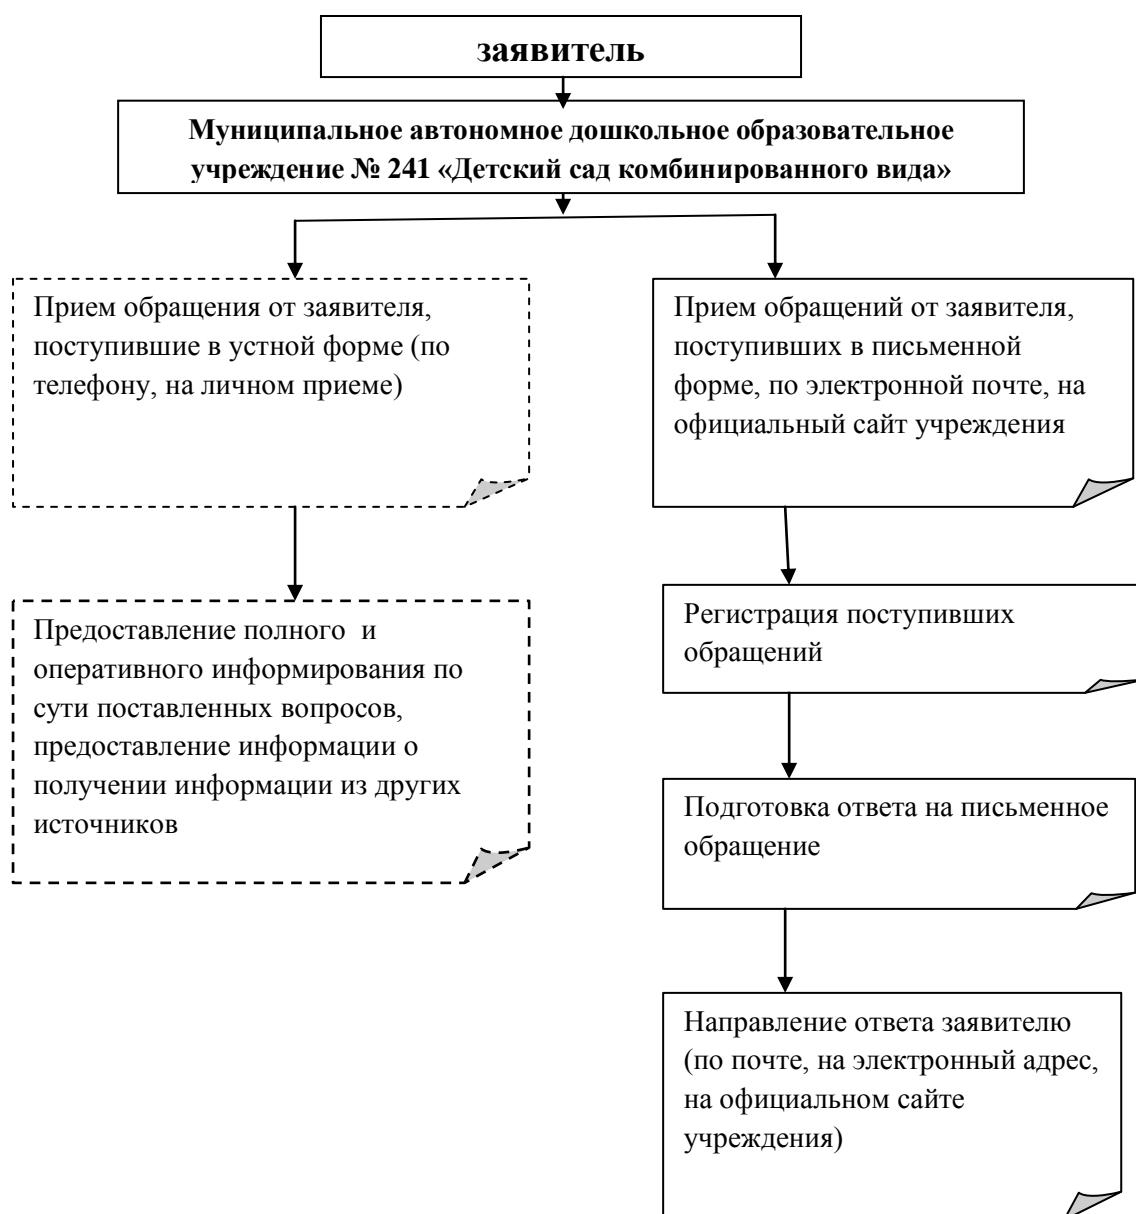 заявитель
Муниципальное автономное дошкольное образовательное
учреждение № 241 «Детский сад комбинированного вида»
Прием обращения от заявителя,
поступившие в устной форме (по
телефону, на личном приеме)
Прием обращений от заявителя,
поступивших в письменной
форме, по электронной почте, на
официальный сайт учреждения
Предоставление полного и
оперативного информирования по
сути поставленных вопросов,
предоставление информации о
получении информации из других
источников
Регистрация поступивших
обращений
Подготовка ответа на письменное
обращение
Направление ответа заявителю
(по почте, на электронный адрес,
на официальном сайте
учреждения)